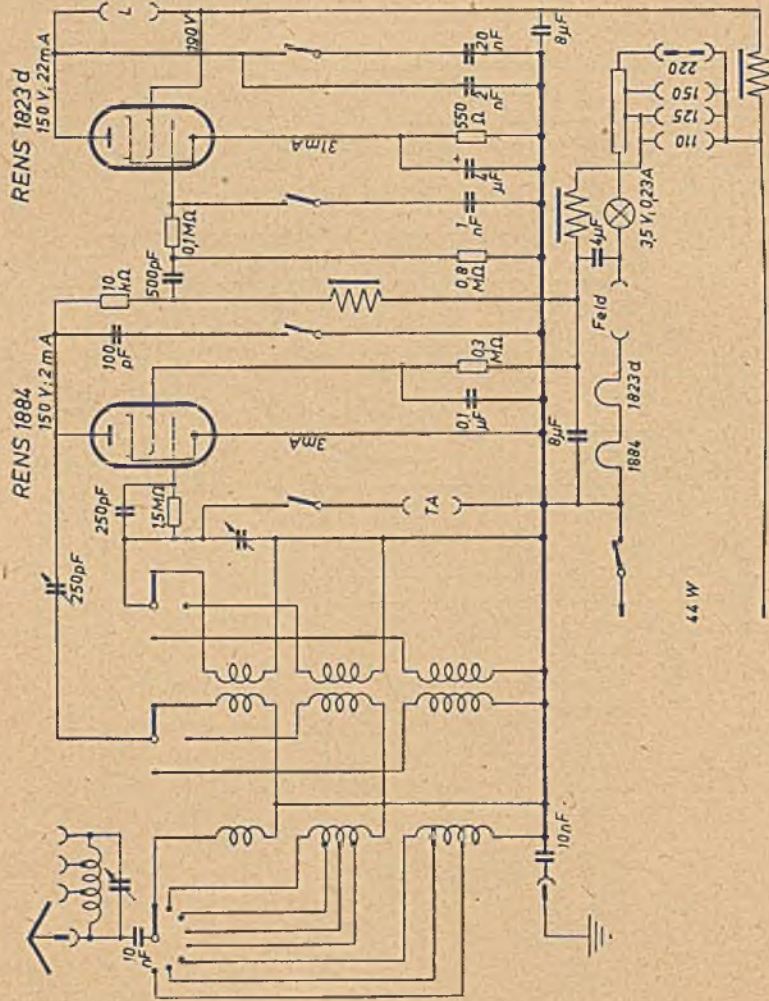 RENS 1884
150 V; 2 mA
RENS 1823 d
150 V; 22 mA
L
190 V
250 pF
250 pF
1,5 MΩ
100 pF
10 kΩ
500 pF
0,1 MΩ
10 nF
3 mA
31 mA
T.A
0,1 µF
0,3 MΩ
0,8 MΩ
1 nF
4 µF
+
550 Ω
2 nF
20 nF
8 µF
10 nF
8 µF
4 µF
1884
1823 d
Feld
3,5 V, 0,23 A
110
125
150
220
44 W